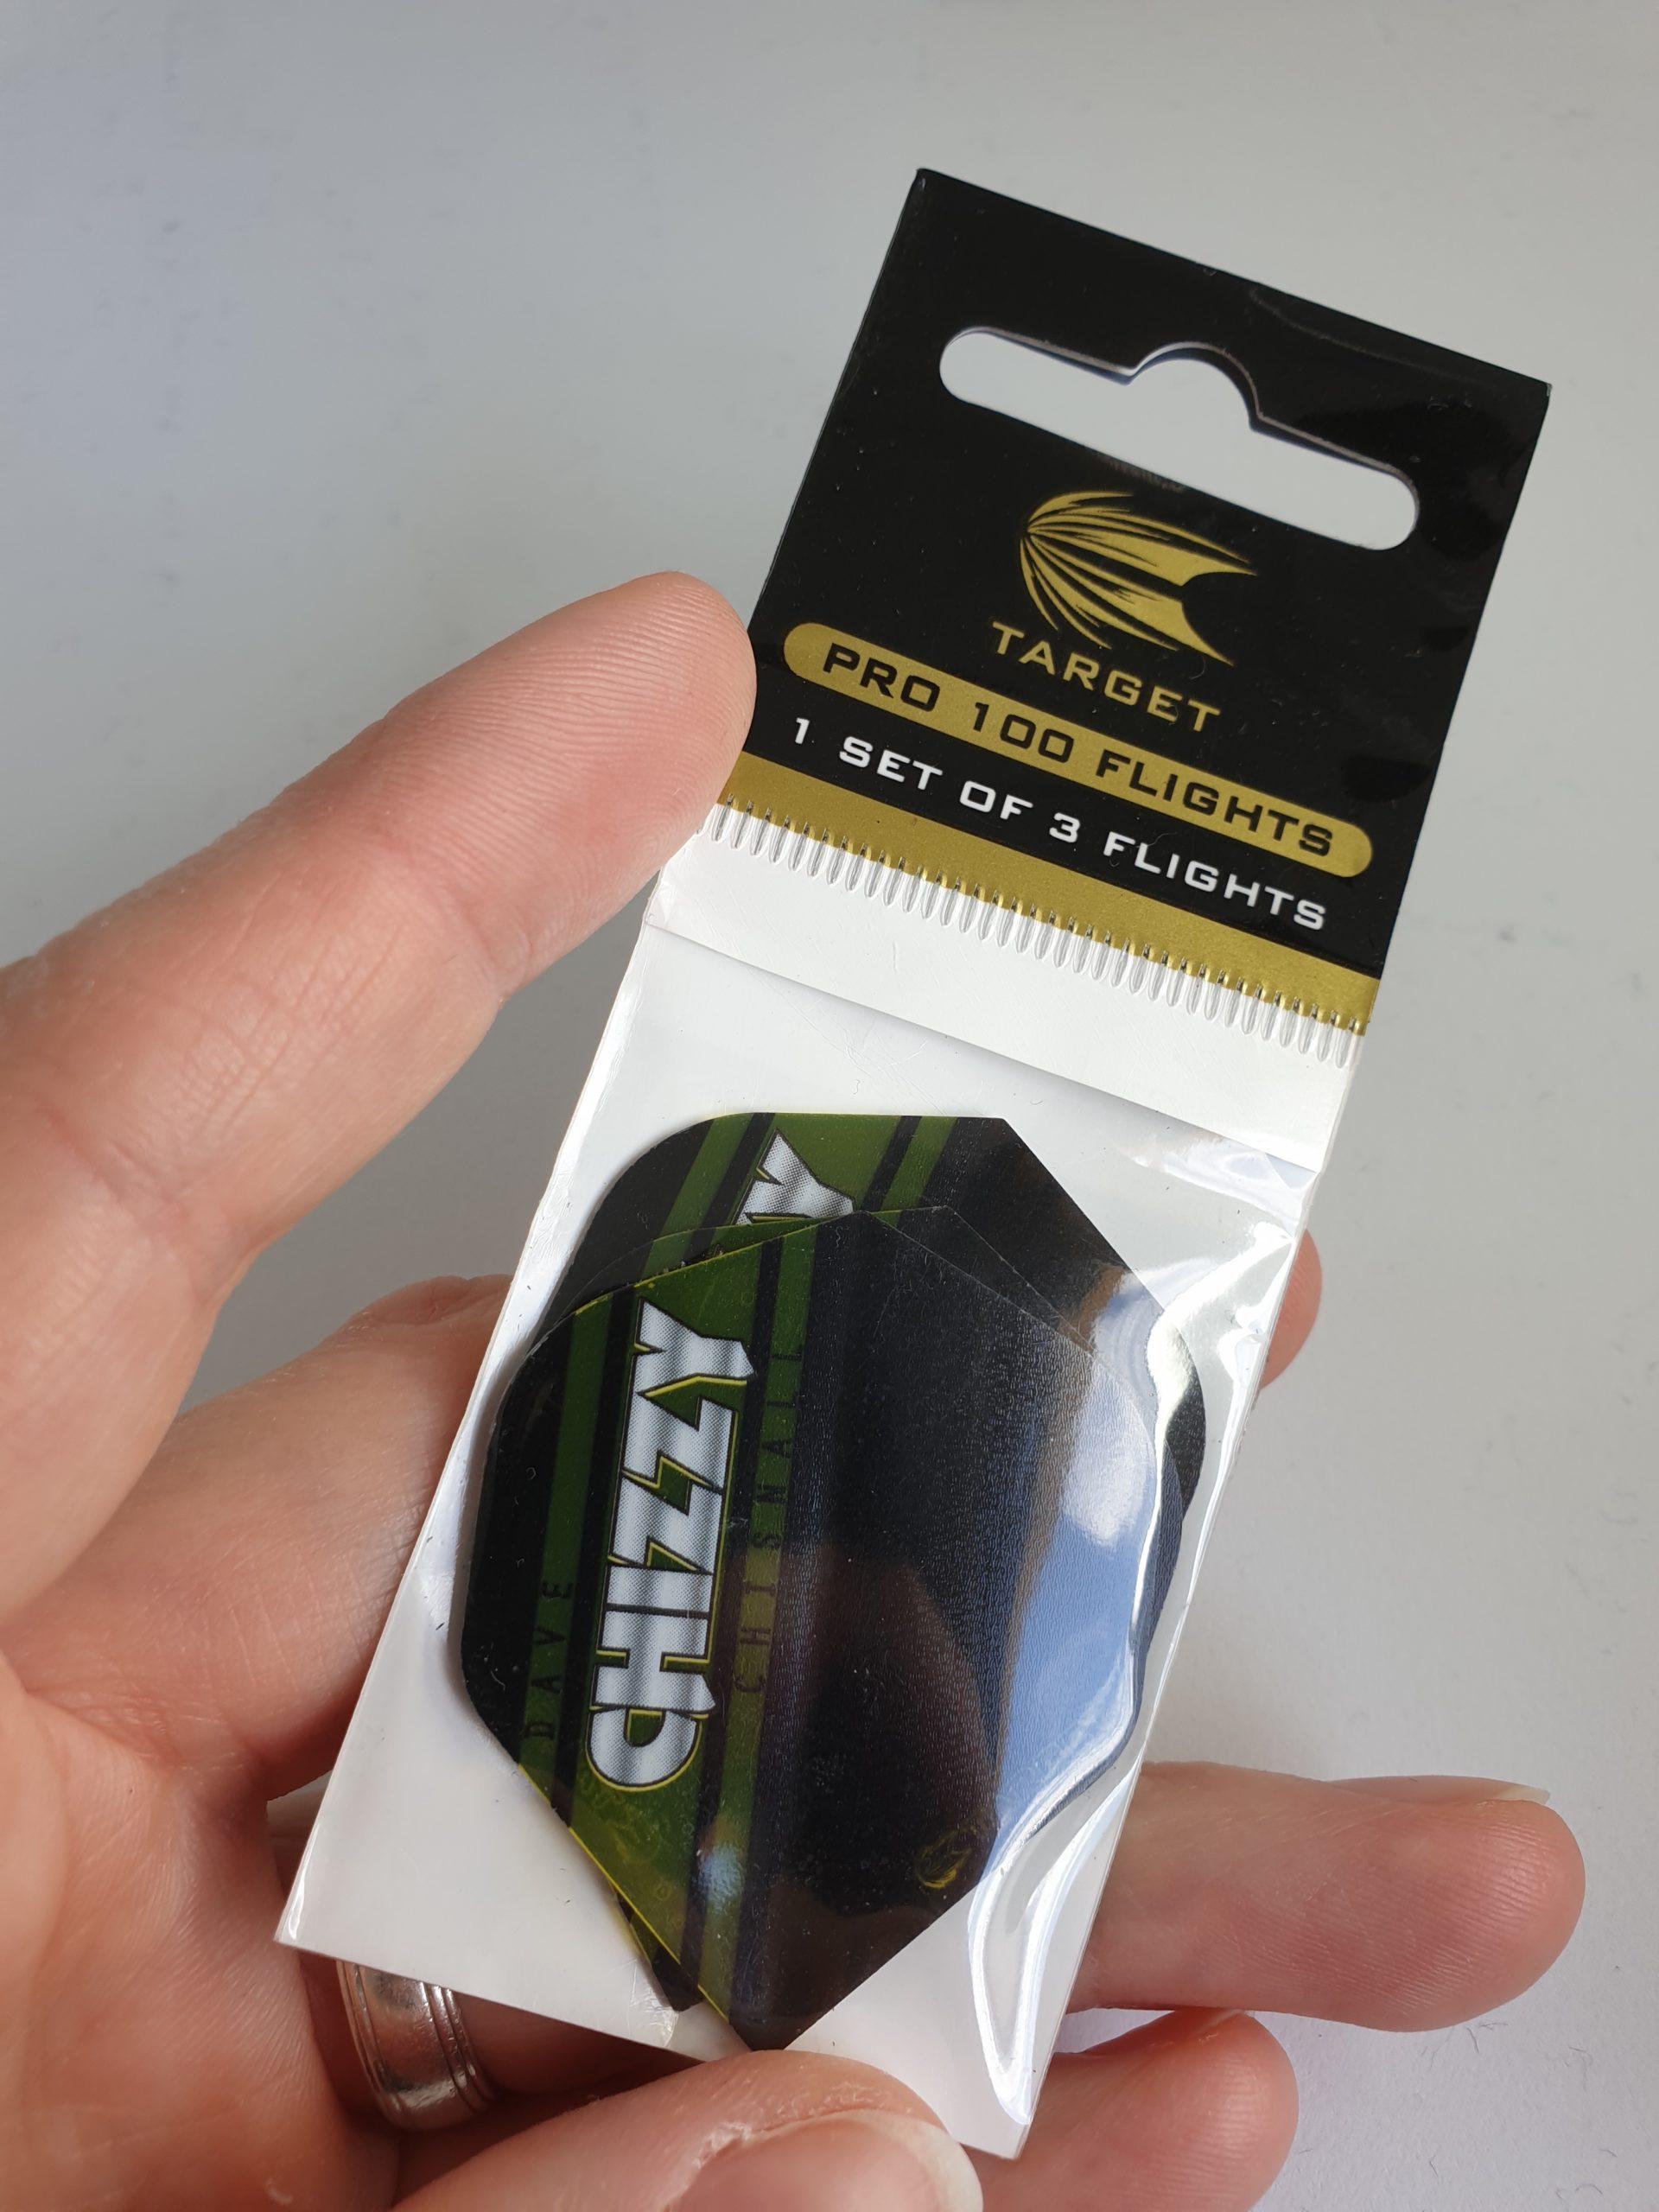 TARGET
PRO 100 FLIGHTS
1 SET OF 3 FLIGHTS
Y
DAVE
CHIZZY
CHISNALL